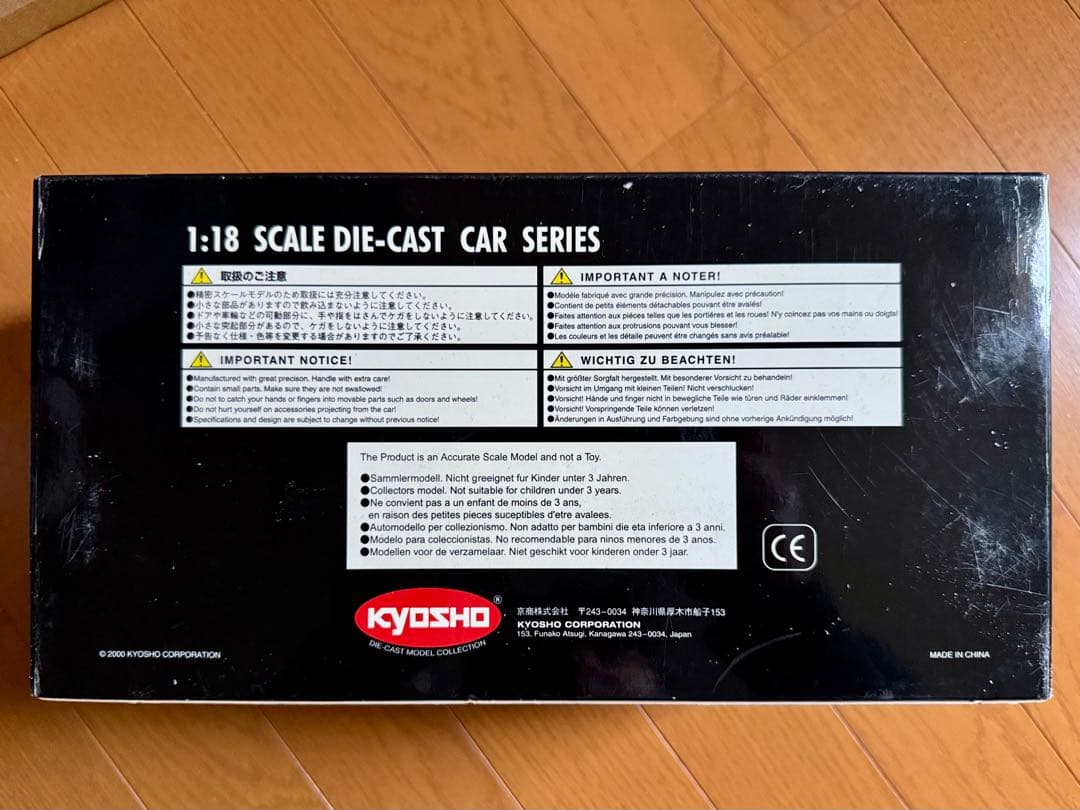 1:18 SCALE DIE-CAST CAR SERIES
取扱のご注意
●精密スケールモデルのため取扱には充分注意してください。
●小さな部品がありますので飲み込まないように注意してください。
●ドアや車輪などの可動部分に、手や指をはさんでケガをしないように注意してください。
●小さな突起部分があるので、ケガをしないように注意してください。
●予告なく仕様・色等を変更する場合がありますのでご了承ください。
IMPORTANT A NOTER!
●Modèle fabriqué avec grande précision. Manipulez avec précaution!
●Contient de petits éléments détachables pouvant être avalés!
●Faites attention aux pièces telles que les portières et les roues! N'y coincez pas vos mains ou doigts!
●Faites attention aux protrusions pouvant vous blesser!
●Les couleurs et les détaile peuvent été changés sans avis préalable!
IMPORTANT NOTICE!
●Manufactured with great precison. Handle with extra care!
●Contain small parts. Make sure they are not swallowed!
●Do not to catch your hands or fingers into movable parts such as doors and wheels!
●Do not hurt yourself on accessories projecting from the car!
●Specifications and design are subject to change without previous notice!
WICHTIG ZU BEACHTEN!
●Mit größter Sorgfalt hergestellt. Mit besonderer Vorsicht zu behandeln!
●Vorsicht im Umgang mit kleinen Teilen! Nicht verschlucken!
●Vorsicht! Hände und finger nicht in bewegliche Teile wie türen und Räder einklemmen!
●Vorsicht! Vorspringende Teile können verletzen!
●Änderungen in Ausführung und Farbgebung sind ohne vorherige Ankündigung möglich!
The Product is an Accurate Scale Model and not a Toy.
●Sammlermodell. Nicht geeignet fur Kinder unter 3 Jahren.
●Collectors model. Not suitable for children under 3 years.
●Ne convient pas a un enfant de moins de 3 ans,
en raison des petites pieces suceptibles d'etre avalees.
●Automodello per collezionismo. Non adatto per bambini die eta inferiore a 3 anni.
●Modelo para coleccionistas. No recomendable para ninos menores de 3 anos.
●Modellen voor de verzamelaar. Niet geschikt voor kinderen onder 3 jaar.
CE
KYOSHO®
DIE-CAST MODEL COLLECTION
京商株式会社 〒243-0034 神奈川県厚木市船子153
KYOSHO CORPORATION
153, Funako Atsugi, Kanagawa 243-0034, Japan
© 2000 KYOSHO CORPORATION
MADE IN CHINA